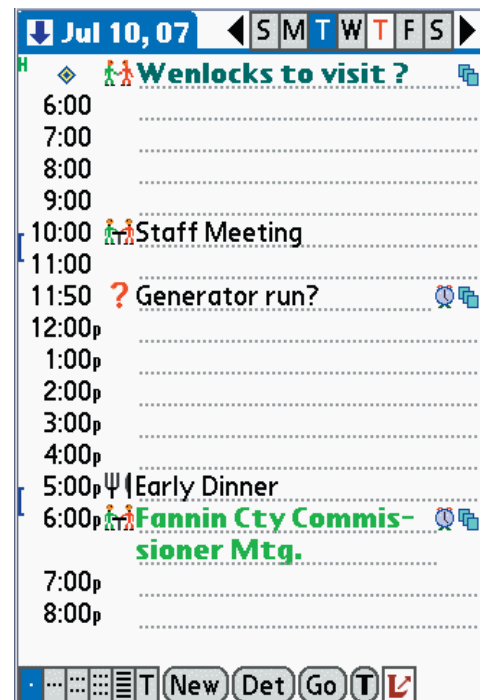 Jul 10, 07 S M T W T F S
H Wenlocks to visit ?
6:00
7:00
8:00
9:00
10:00 Staff Meeting
11:00
11:50 ? Generator run?
12:00p
1:00p
2:00p
3:00p
4:00p
5:00p Early Dinner
6:00p Fannin Cty Commis-
sioner Mtg.
7:00p
8:00p
T New Det Go T